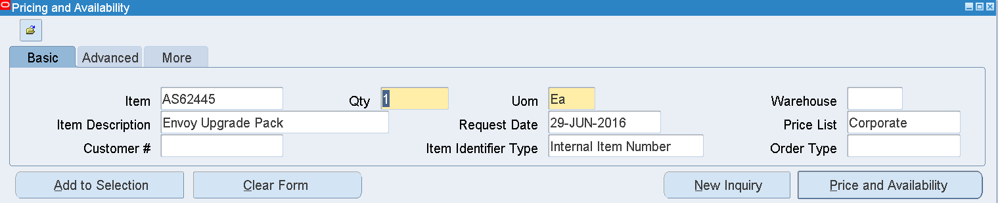 Pricing and Availability
Basic Advanced More
Item AS62445 Qty 1 Uom Ea Warehouse
Item Description Envoy Upgrade Pack Request Date 29-JUN-2016 Price List Corporate
Customer # Item Identifier Type Internal Item Number Order Type
Add to Selection Clear Form New Inquiry Price and Availability